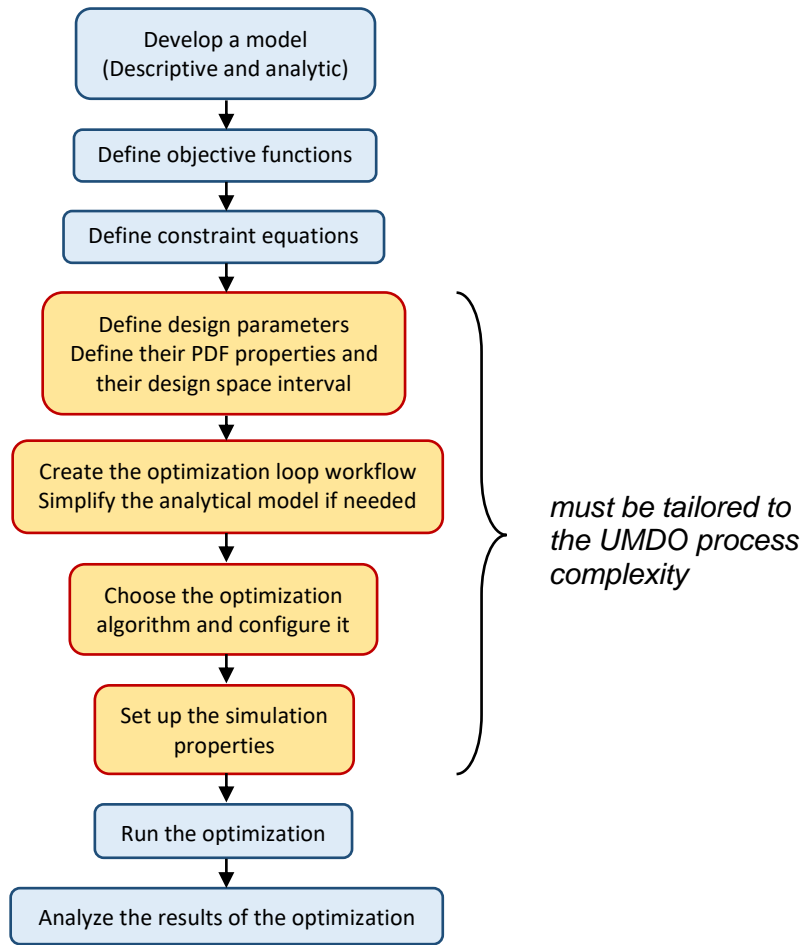 Develop a model
(Descriptive and analytic)
Define objective functions
Define constraint equations
Define design parameters
Define their PDF properties and
their design space interval
Create the optimization loop workflow
Simplify the analytical model if needed
Choose the optimization
algorithm and configure it
Set up the simulation
properties
Run the optimization
Analyze the results of the optimization
must be tailored to
the UMDO process
complexity